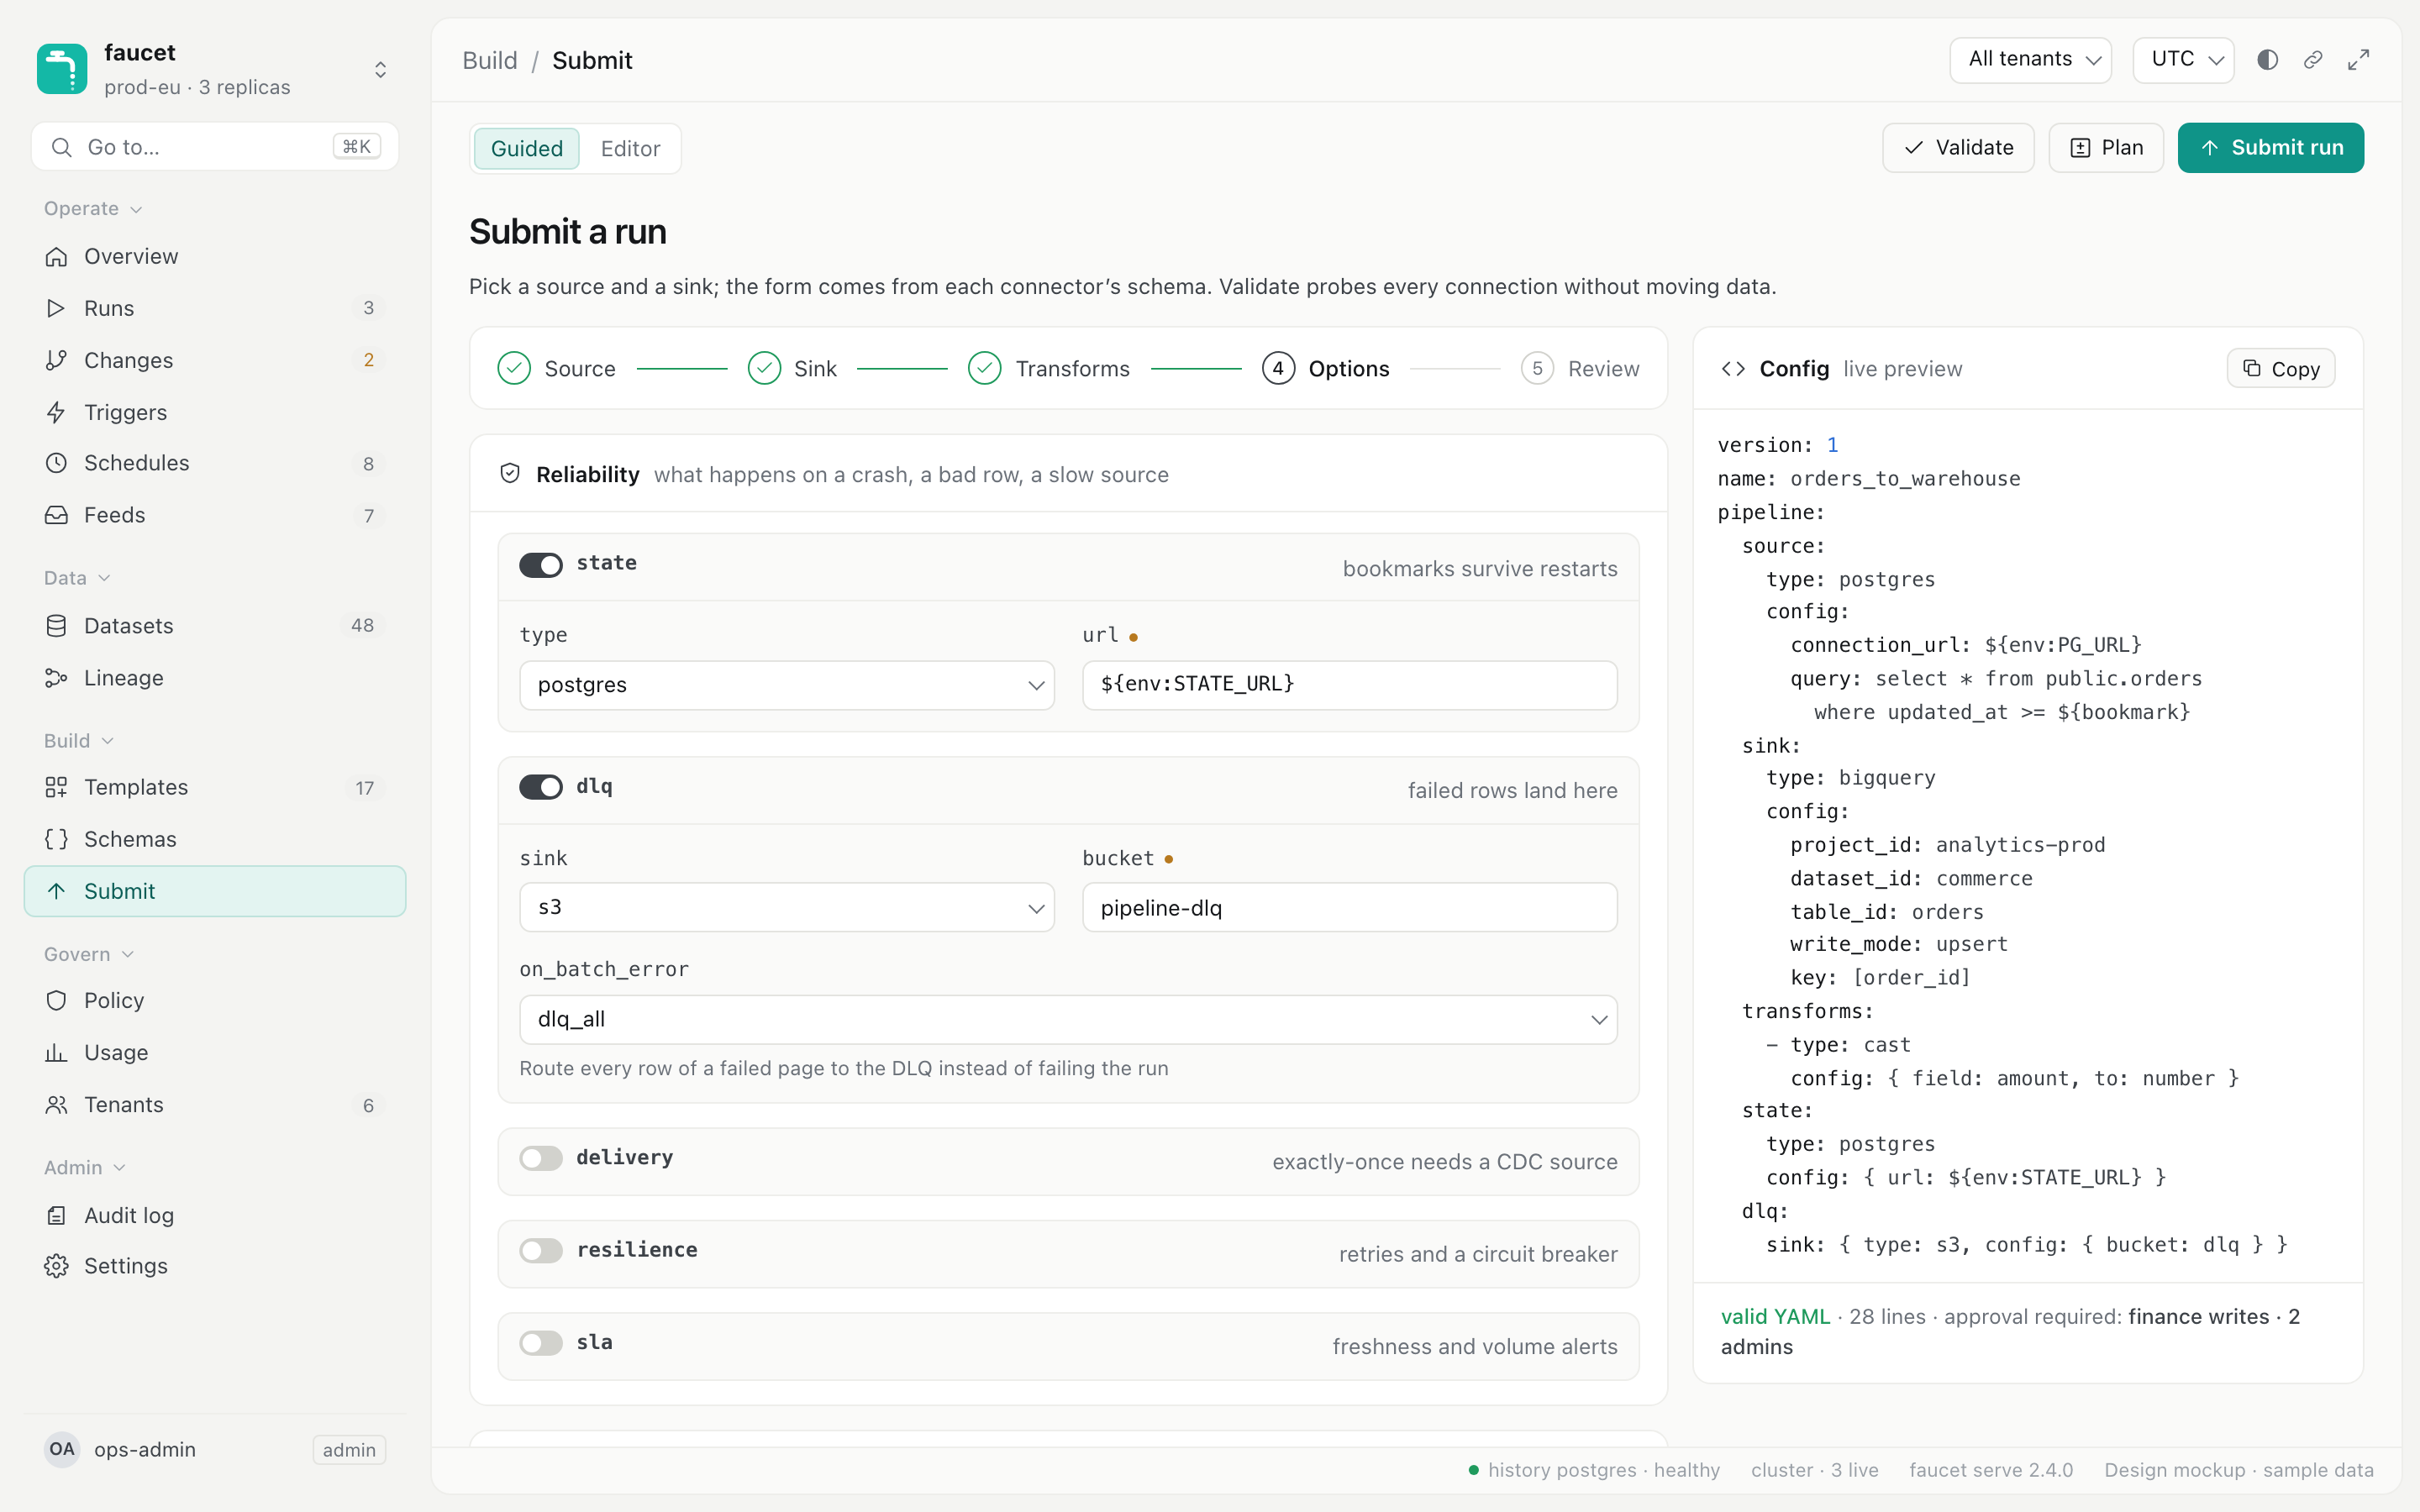 faucet
prod-eu · 3 replicas
Go to...
⌘K
Operate
Overview
Runs 3
Changes 2
Triggers
Schedules 8
Feeds 7
Data
Datasets 48
Lineage
Build
Templates 17
Schemas
Submit
Govern
Policy
Usage
Tenants 6
Admin
Audit log
Settings
OA ops-admin admin
Build / Submit
All tenants
UTC
Guided
Editor
Validate
Plan
Submit run
Submit a run
Pick a source and a sink; the form comes from each connector’s schema. Validate probes every connection without moving data.
Source
Sink
Transforms
4 Options
5 Review
Reliability what happens on a crash, a bad row, a slow source
state bookmarks survive restarts
type
postgres
url
${env:STATE_URL}
dlq failed rows land here
sink
s3
bucket
pipeline-dlq
on_batch_error
dlq_all
Route every row of a failed page to the DLQ instead of failing the run
delivery exactly-once needs a CDC source
resilience retries and a circuit breaker
sla freshness and volume alerts
Config live preview
Copy
version: 1
name: orders_to_warehouse
pipeline:
source:
type: postgres
config:
connection_url: ${env:PG_URL}
query: select * from public.orders
where updated_at >= ${bookmark}
sink:
type: bigquery
config:
project_id: analytics-prod
dataset_id: commerce
table_id: orders
write_mode: upsert
key: [order_id]
transforms:
- type: cast
config: { field: amount, to: number }
state:
type: postgres
config: { url: ${env:STATE_URL} }
dlq:
sink: { type: s3, config: { bucket: dlq } }
valid YAML · 28 lines · approval required: finance writes · 2
admins
history postgres · healthy
cluster · 3 live
faucet serve 2.4.0
Design mockup · sample data